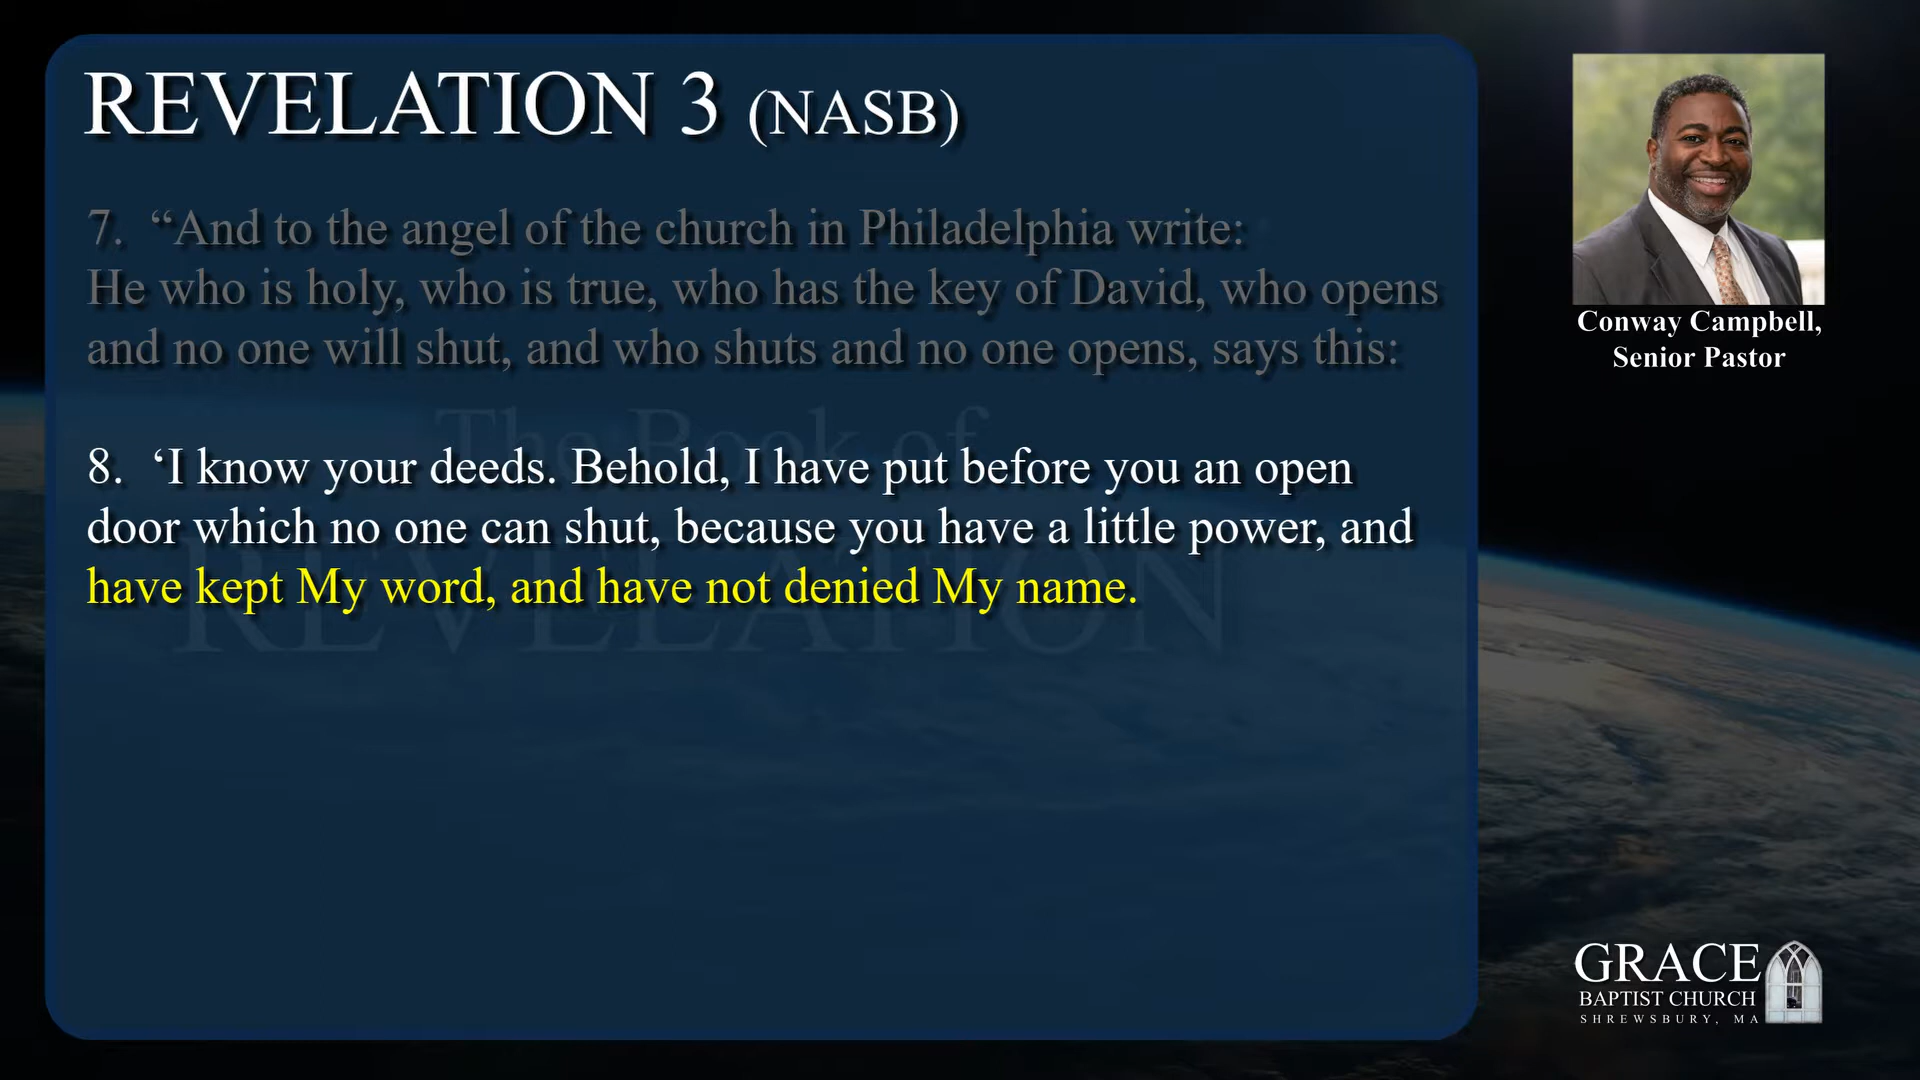 REVELATION 3 (NASB)
7. “And to the angel of the church in Philadelphia write:
He who is holy, who is true, who has the key of David, who opens
and no one will shut, and who shuts and no one opens, says this:
The Book of
REVELATION
8. ‘I know your deeds. Behold, I have put before you an open
door which no one can shut, because you have a little power, and
have kept My word, and have not denied My name.
Conway Campbell,
Senior Pastor
GRACE
BAPTIST CHURCH
SHREWSBURY, MA